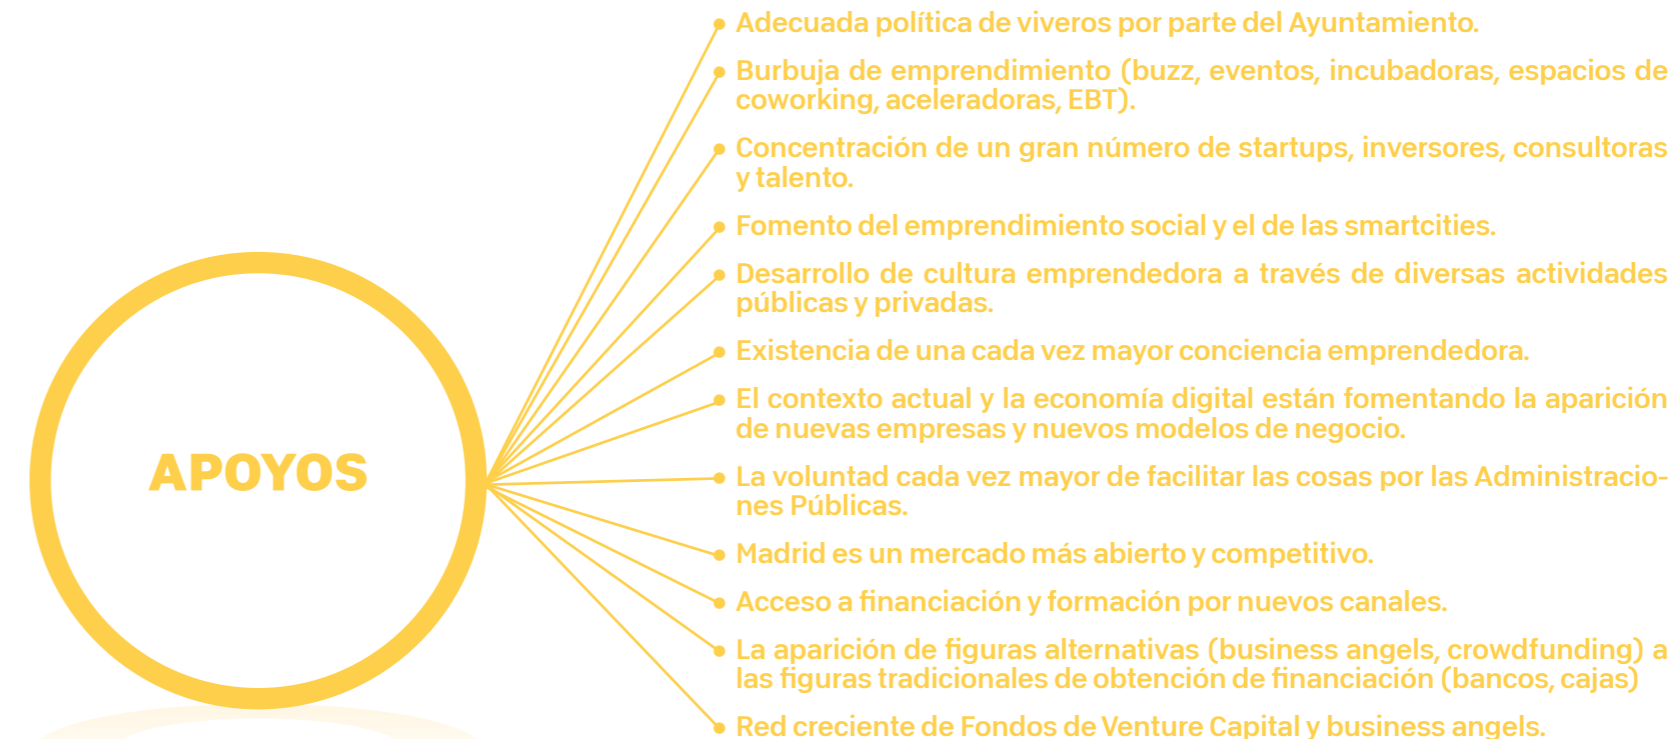 Adecuada política de viveros por parte del Ayuntamiento.
Burbuja de emprendimiento (buzz, eventos, incubadoras, espacios de
coworking, aceleradoras, EBT).
Concentración de un gran número de startups, inversores, consultoras
y talento.
Fomento del emprendimiento social y el de las smartcities.
Desarrollo de cultura emprendedora a través de diversas actividades
públicas y privadas.
Existencia de una cada vez mayor conciencia emprendedora.
El contexto actual y la economía digital están fomentando la aparición
de nuevas empresas y nuevos modelos de negocio.
APOYOS
La voluntad cada vez mayor de facilitar las cosas por las Administracio-
nes Públicas.
Madrid es un mercado más abierto y competitivo.
Acceso a financiación y formación por nuevos canales.
La aparición de figuras alternativas (business angels, crowdfunding) a
las figuras tradicionales de obtención de financiación (bancos, cajas)
Red creciente de Fondos de Venture Capital y business angels.